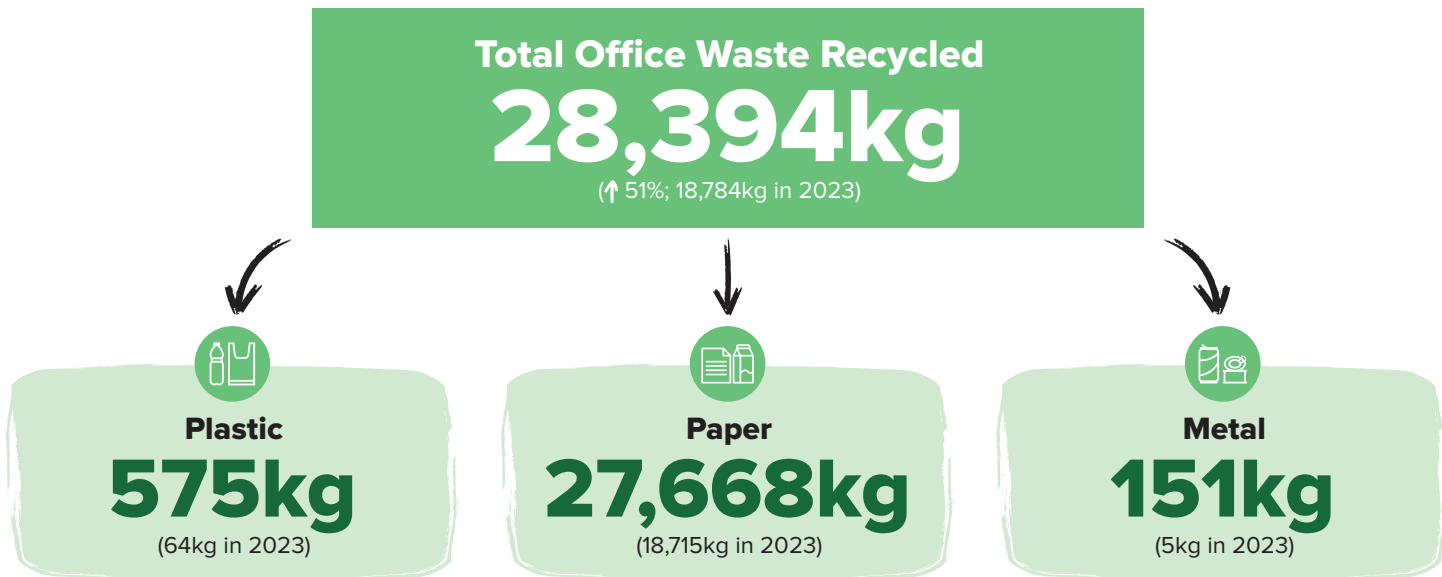 Total Office Waste Recycled
28,394kg
(↑ 51%; 18,784kg in 2023)
Plastic
575kg
(64kg in 2023)
Paper
27,668kg
(18,715kg in 2023)
Metal
151kg
(5kg in 2023)